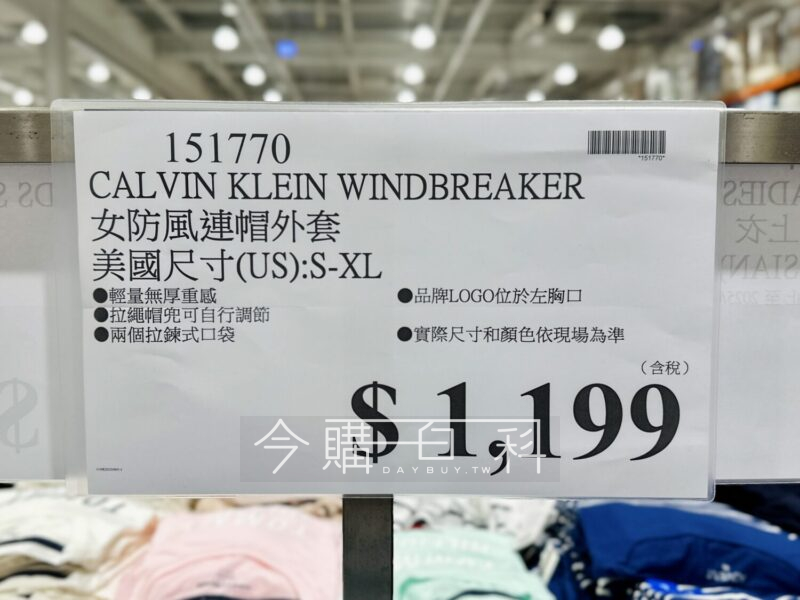 151770
*151770*
CALVIN KLEIN WINDBREAKER
女防風連帽外套
美國尺寸(US):S-XL
●輕量無厚重感
●品牌LOGO位於左胸口
●拉繩帽兜可自行調節
●兩個拉鍊式口袋
●實際尺寸和顏色依現場為準
(含稅)
$ 1,199
今購百科
DAYBUY.TW